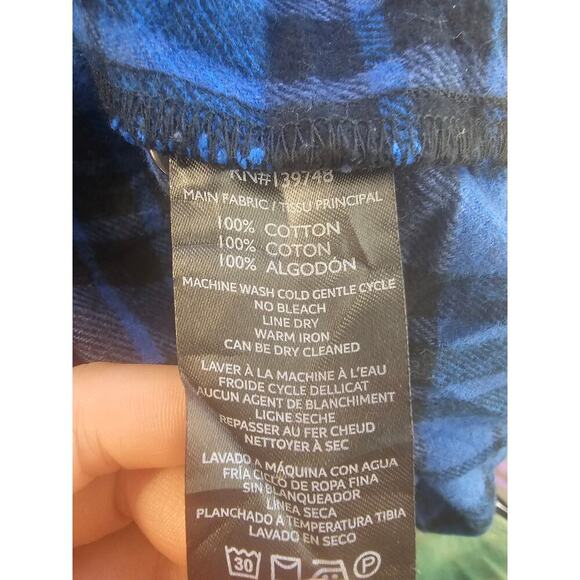 RN#139748
MAIN FABRIC / TISSU PRINCIPAL
100% COTTON
100% COTON
100% ALGODÓN
MACHINE WASH COLD GENTLE CYCLE
NO BLEACH
LINE DRY
WARM IRON
CAN BE DRY CLEANED
LAVER À LA MACHINE À L'EAU
FROIDE CYCLE DELLICAT
AUCUN AGENT DE BLANCHIMENT
LIGNE SECHE
REPASSER AU FER CHEUD
NETTOYER À SEC
LAVADO A MÁQUINA CON AGUA
FRÍA CICLO DE ROPA FINA
SIN BLANQUEADOR
LÍNEA SECA
PLANCHADO A TEMPERATURA TIBIA
LAVADO EN SECO
30 P